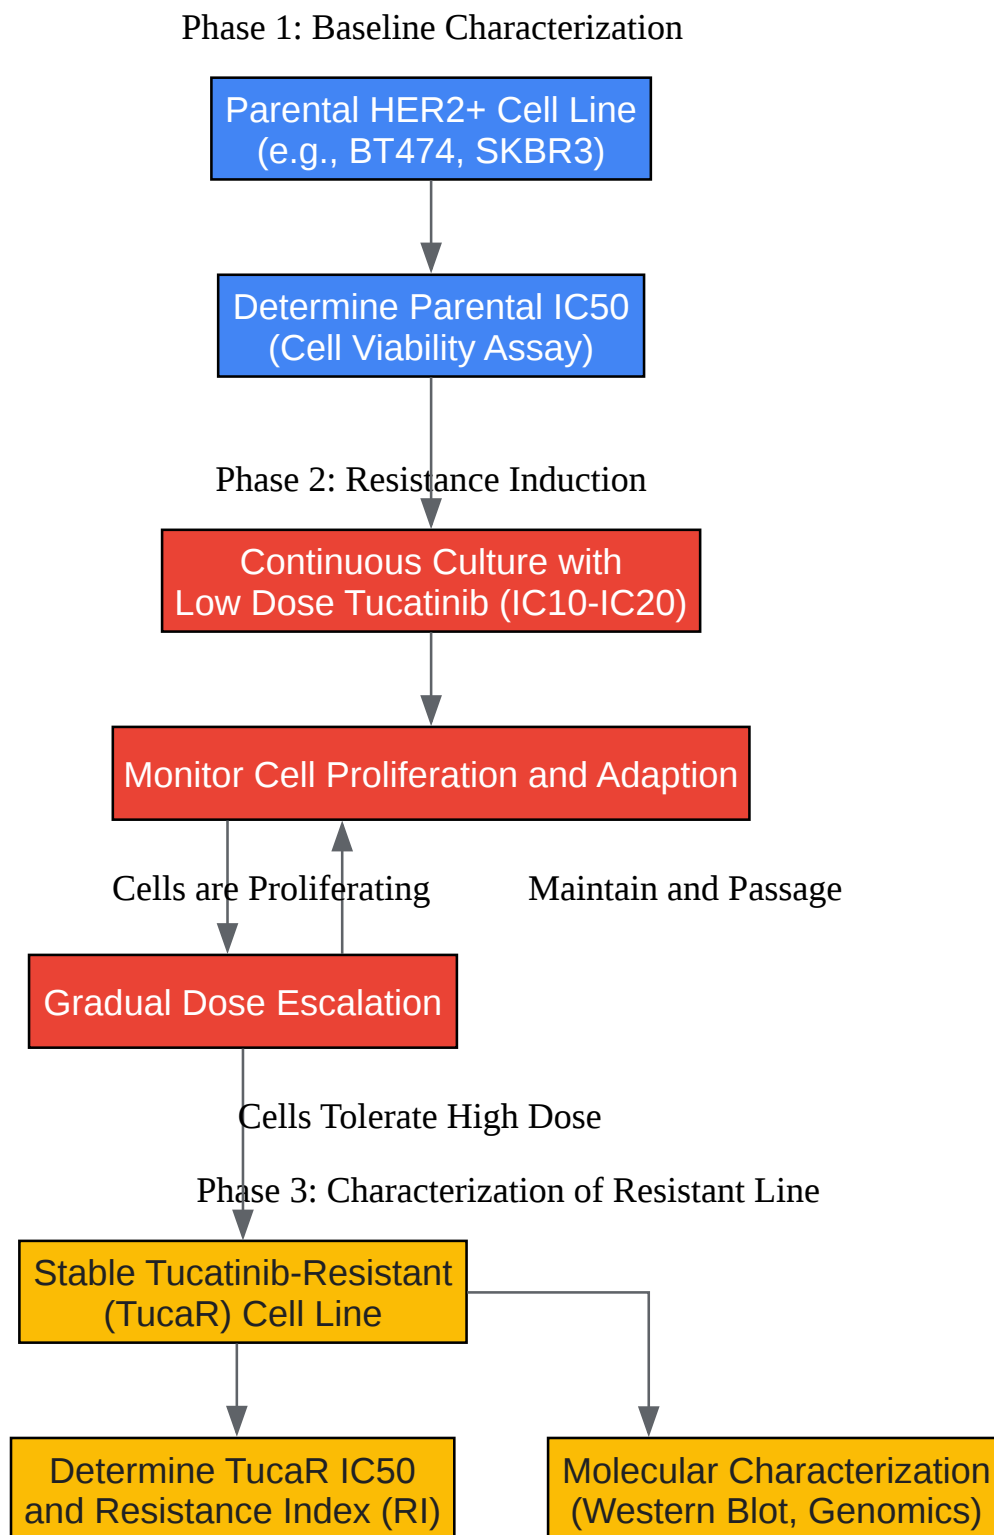 Phase 1: Baseline Characterization
Parental HER2+ Cell Line
(e.g., BT474, SKBR3)
Determine Parental IC50
(Cell Viability Assay)
Phase 2: Resistance Induction
Continuous Culture with
Low Dose Tucatinib (IC10-IC20)
Monitor Cell Proliferation and Adaption
Cells are Proliferating
Maintain and Passage
Gradual Dose Escalation
Cells Tolerate High Dose
Phase 3: Characterization of Resistant Line
Stable Tucatinib-Resistant
(TucaR) Cell Line
Determine TucaR IC50
and Resistance Index (RI)
Molecular Characterization
(Western Blot, Genomics)